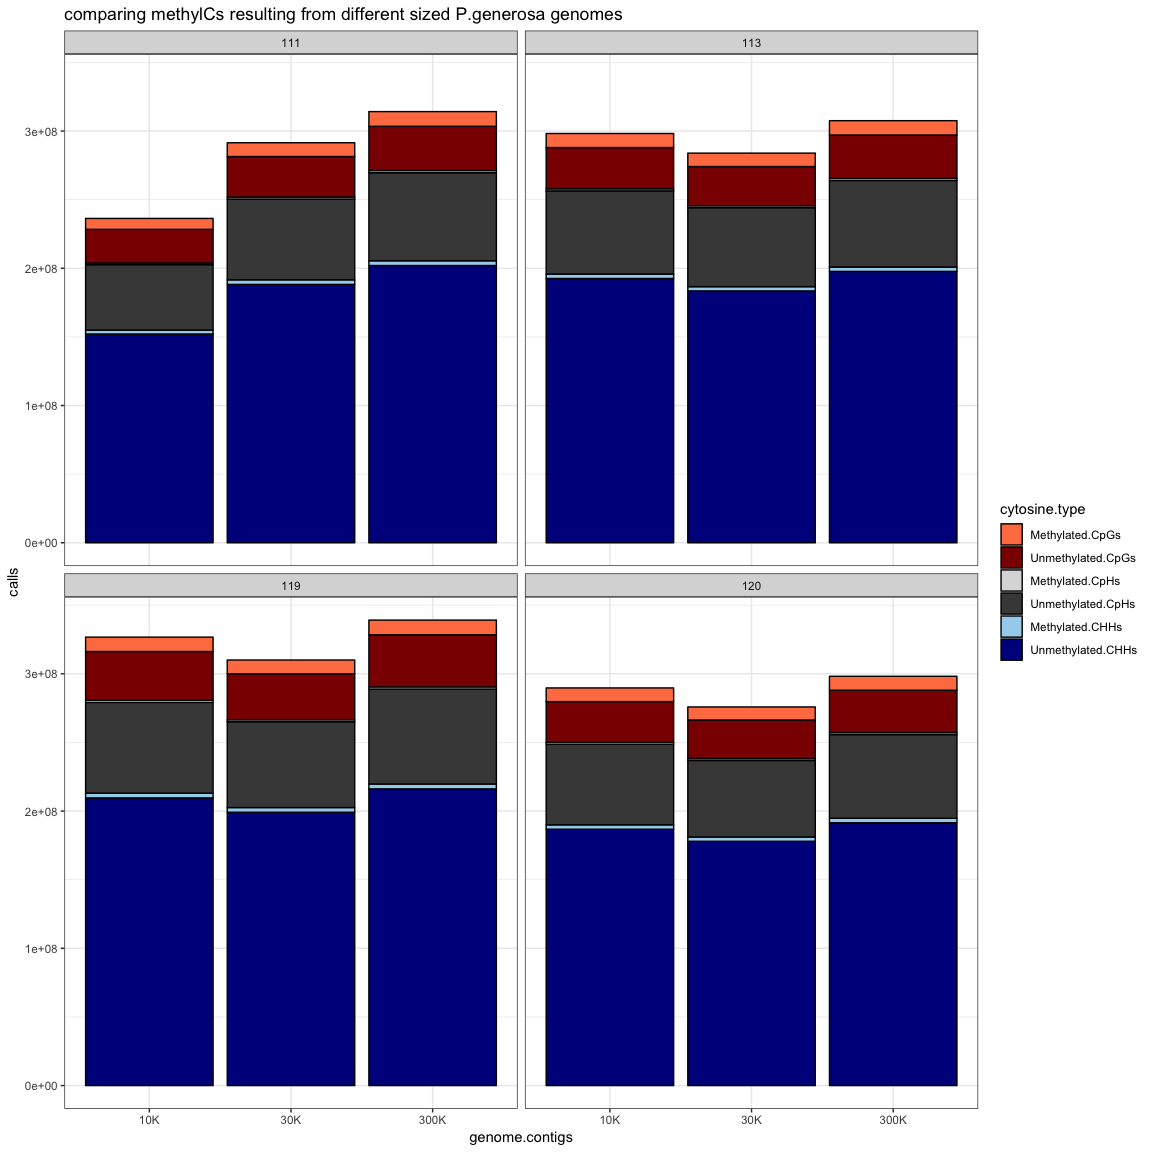 comparing methylCs resulting from different sized P.generosa genomes
111
113
3e+08
2e+08
1e+08
0e+00
119
120
3e+08
2e+08
1e+08
0e+00
10K
30K
300K
10K
30K
300K
genome.contigs
calls
cytosine.type
Methylated.CpGs
Unmethylated.CpGs
Methylated.CpHs
Unmethylated.CpHs
Methylated.CHHs
Unmethylated.CHHs